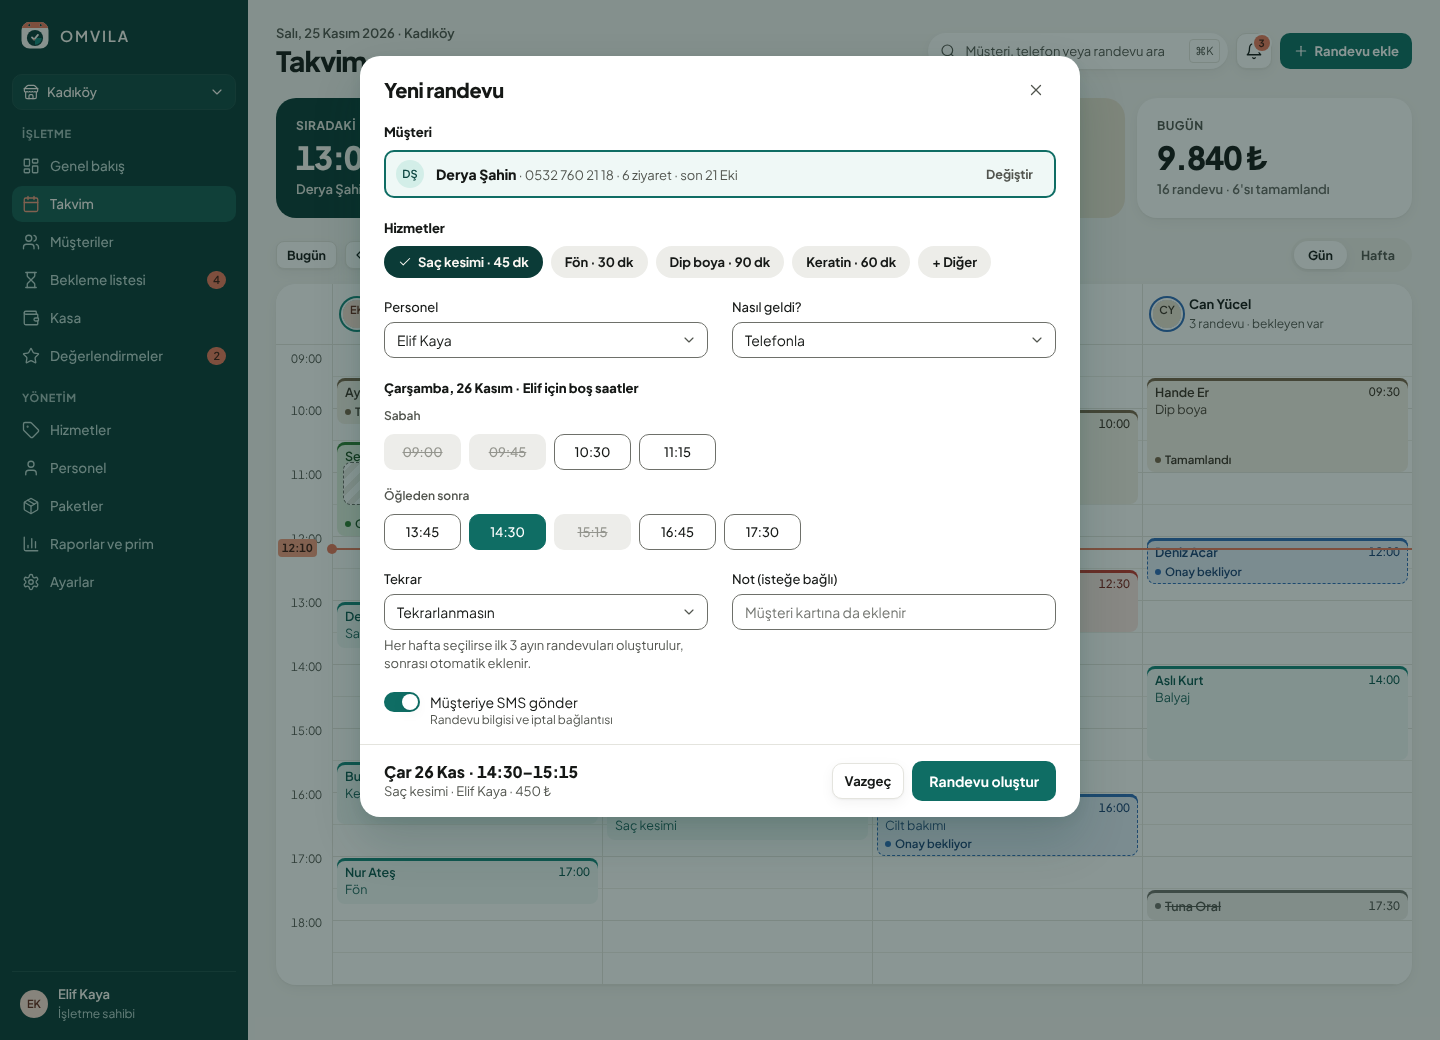 OMVILA
Kadıköy
İŞLETME
Genel bakış
Takvim
Müşteriler
Bekleme listesi 4
Kasa
Değerlendirmeler 2
YÖNETİM
Hizmetler
Personel
Paketler
Raporlar ve prim
Ayarlar
EK
Elif Kaya
İşletme sahibi
Salı, 25 Kasım 2026 · Kadıköy
Takvim
Müşteri, telefon veya randevu ara ⌘K
3
+ Randevu ekle
SIRADAKİ
13:0
Derya Şahi
BUGÜN
9.840 ₺
16 randevu · 6'sı tamamlandı
Bugün
Gün Hafta
CY
Can Yücel
3 randevu · bekleyen var
Yeni randevu
Müşteri
DŞ Derya Şahin · 0532 760 21 18 · 6 ziyaret · son 21 Eki Değiştir
Hizmetler
Saç kesimi · 45 dk Fön · 30 dk Dip boya · 90 dk Keratin · 60 dk + Diğer
Personel Nasıl geldi?
Elif Kaya Telefonla
Çarşamba, 26 Kasım · Elif için boş saatler
Sabah
09:00 09:45 10:30 11:15
Öğleden sonra
13:45 14:30 15:15 16:45 17:30
Tekrar Not (isteğe bağlı)
Tekrarlanmasın Müşteri kartına da eklenir
Her hafta seçilirse ilk 3 ayın randevuları oluşturulur,
sonrası otomatik eklenir.
Müşteriye SMS gönder
Randevu bilgisi ve iptal bağlantısı
Çar 26 Kas · 14:30–15:15
Saç kesimi · Elif Kaya · 450 ₺
Vazgeç Randevu oluştur
09:00
10:00
11:00
12:00
12:10
13:00
14:00
15:00
16:00
17:00
18:00
Ay
Se
De
Sa
Bu
Ke
Nur Ateş 17:00
Fön
Saç kesimi
10:00
12:30
16:00
Cilt bakımı
Onay bekliyor
Hande Er 09:30
Dip boya
Tamamlandı
Deniz Acar 12:00
Onay bekliyor
Aslı Kurt 14:00
Balyaj
Tuna Oral 17:30